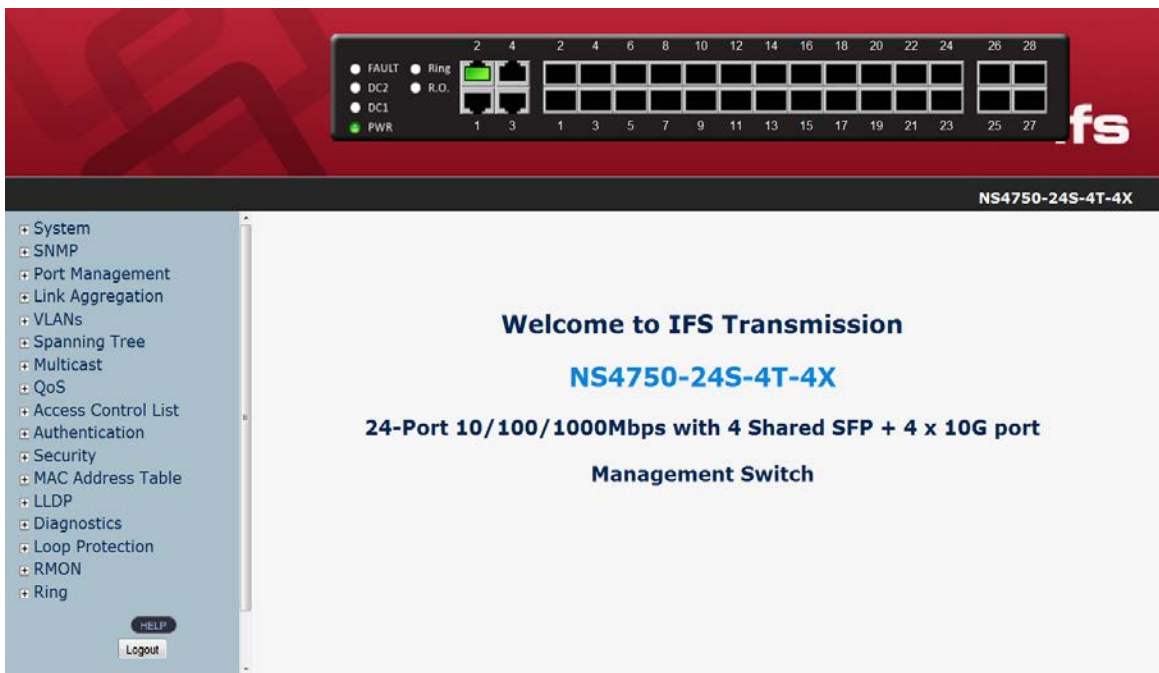 2 4 2 4 6 8 10 12 14 16 18 20 22 24 26 28
FAULT Ring
DC2 R.O.
DC1
PWR
1 3 1 3 5 7 9 11 13 15 17 19 21 23 25 27
fs
NS4750-24S-4T-4X
System
SNMP
Port Management
Link Aggregation
VLANs
Spanning Tree
Multicast
QoS
Access Control List
Authentication
Security
MAC Address Table
LLDP
Diagnostics
Loop Protection
RMON
Ring
HELP
Logout
Welcome to IFS Transmission
NS4750-24S-4T-4X
24-Port 10/100/1000Mbps with 4 Shared SFP + 4 x 10G port
Management Switch